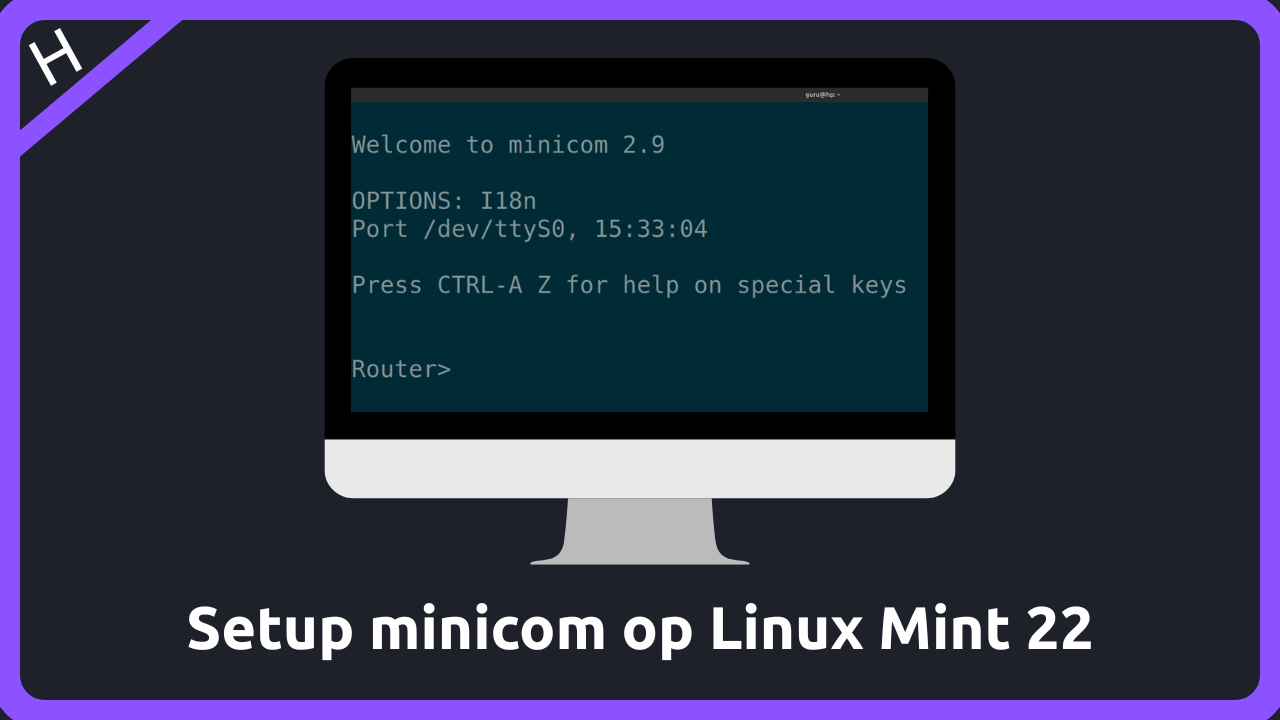 H
guru@hp: ~
Welcome to minicom 2.9
OPTIONS: I18n
Port /dev/ttyS0, 15:33:04
Press CTRL-A Z for help on special keys
Router>
Setup minicom op Linux Mint 22